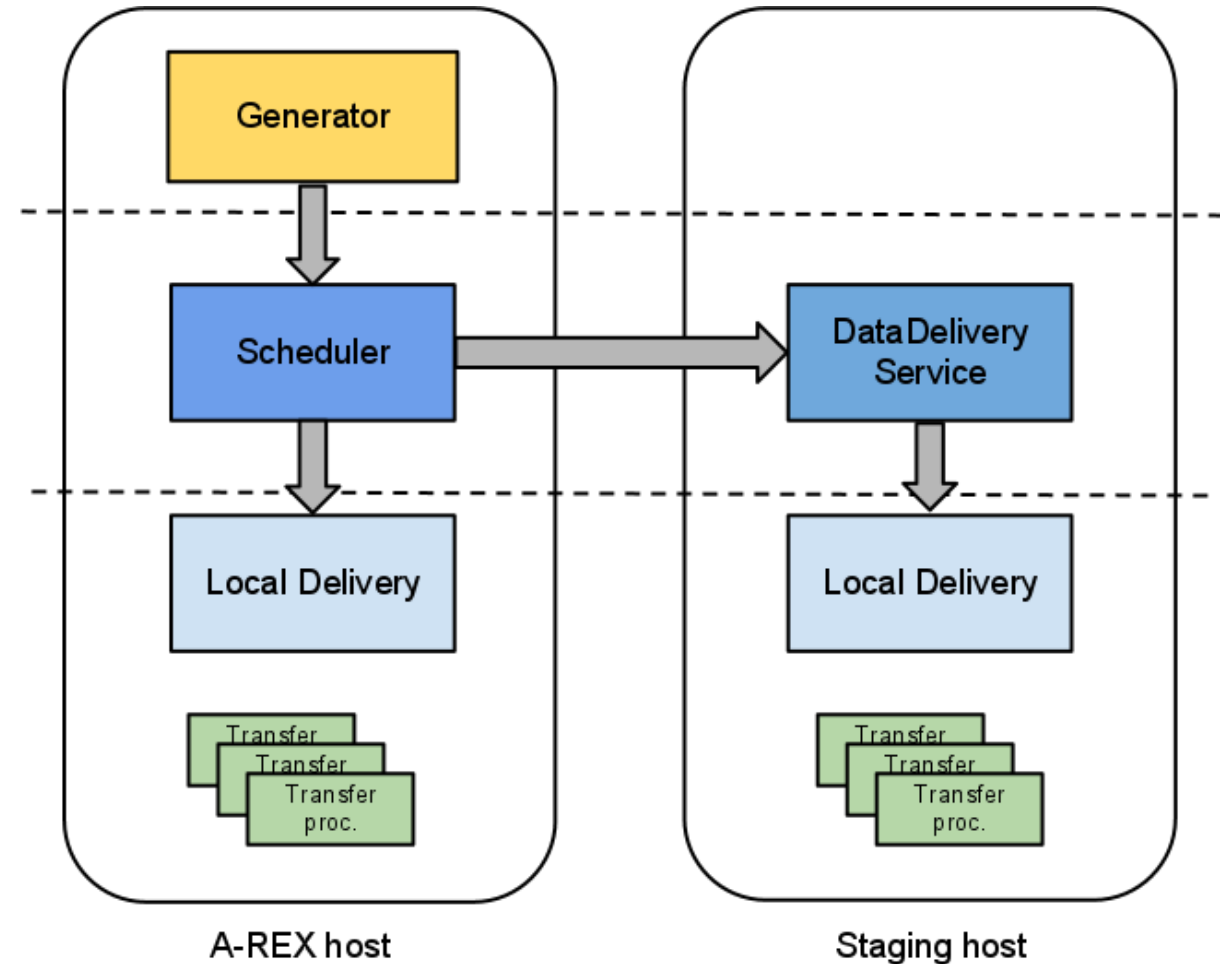 Generator
Scheduler
DataDelivery
Service
Local Delivery
Local Delivery
Transfer
Transfer
Transfer
proc.
Transfer
Transfer
Transfer
proc.
A-REX host
Staging host